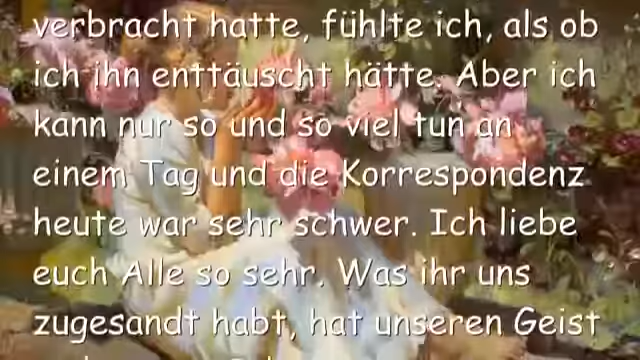 verbracht hatte, fühlte ich, als ob
ich ihn enttäuscht hätte. Aber ich
kann nur so und so viel tun an
einem Tag und die Korrespondenz
heute war sehr schwer. Ich liebe
euch Alle so sehr. Was ihr uns
zugesandt habt, hat unseren Geist